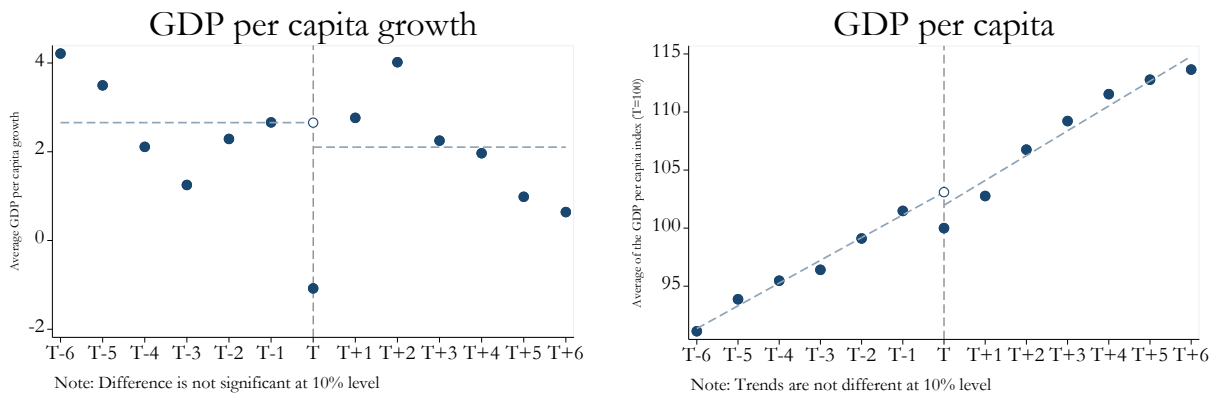 GDP per capita growth
Average GDP per capita growth
4
2
0
-2
T-6 T-5 T-4 T-3 T-2 T-1 T T+1 T+2 T+3 T+4 T+5 T+6
Note: Difference is not significant at 10% level
GDP per capita
Average of the GDP per capita index (T=100)
115
110
105
100
95
T-6 T-5 T-4 T-3 T-2 T-1 T T+1 T+2 T+3 T+4 T+5 T+6
Note: Trends are not different at 10% level